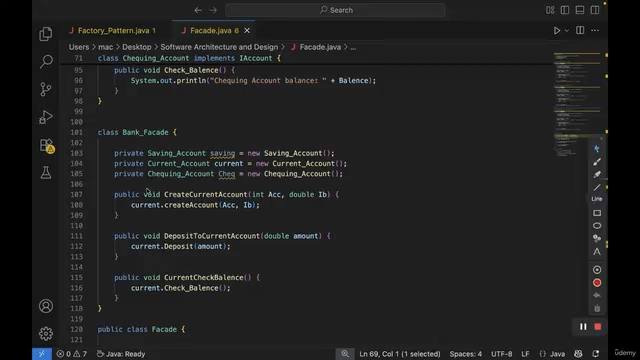 Search
Factory_Pattern.java 1
Facade.java 6
Users > mac > Desktop > Software Architecture and Design > Facade.java > ...
71 class Chequing_Account implements IAccount {
95 public void Check_Balence() {
96 System.out.println("Chequing Account balance: " + Balence);
97 }
98 }
99
100
101 class Bank_Facade {
102
103 private Saving_Account saving = new Saving_Account();
104 private Current_Account current = new Current_Account();
105 private Chequing_Account Cheq = new Chequing_Account();
106
107 public void CreateCurrentAccount(int Acc, double Ib) {
108 current.createAccount(Acc, Ib);
109 }
110
111 public void DepositToCurrentAccount(double amount) {
112 current.Deposit(amount);
113 }
114
115 public void CurrentCheckBalence() {
116 current.Check_Balence();
117 }
118 }
119
120 public class Facade {
Line
0 7 Java: Ready
Ln 69, Col 1 (1 selected) Spaces: 4 UTF-8 LF Java
udemy